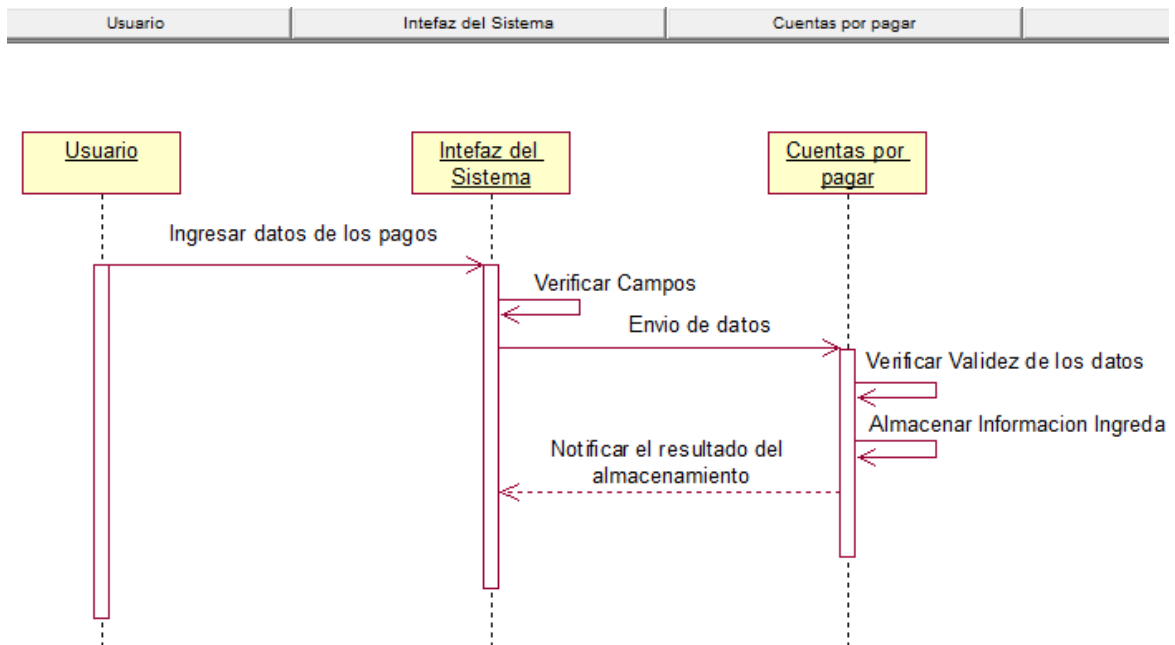 Usuario
Intefaz del Sistema
Cuentas por pagar
Usuario
Intefaz del
Sistema
Cuentas por
pagar
Ingresar datos de los pagos
Verificar Campos
Envio de datos
Verificar Validez de los datos
Almacenar Informacion Ingreda
Notificar el resultado del
almacenamiento